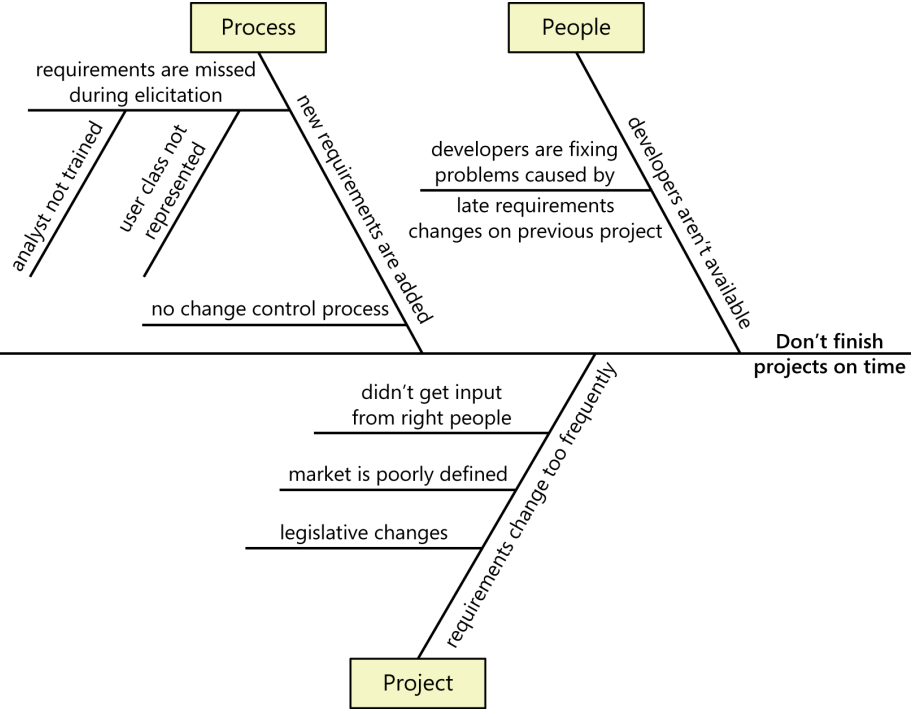 Process
People
requirements are missed
during elicitation
analyst not trained
user class not
represented
new requirements are added
no change control process
developers are fixing
problems caused by
late requirements
changes on previous project
developers aren’t available
Don’t finish
projects on time
didn’t get input
from right people
market is poorly defined
legislative changes
requirements change too frequently
Project